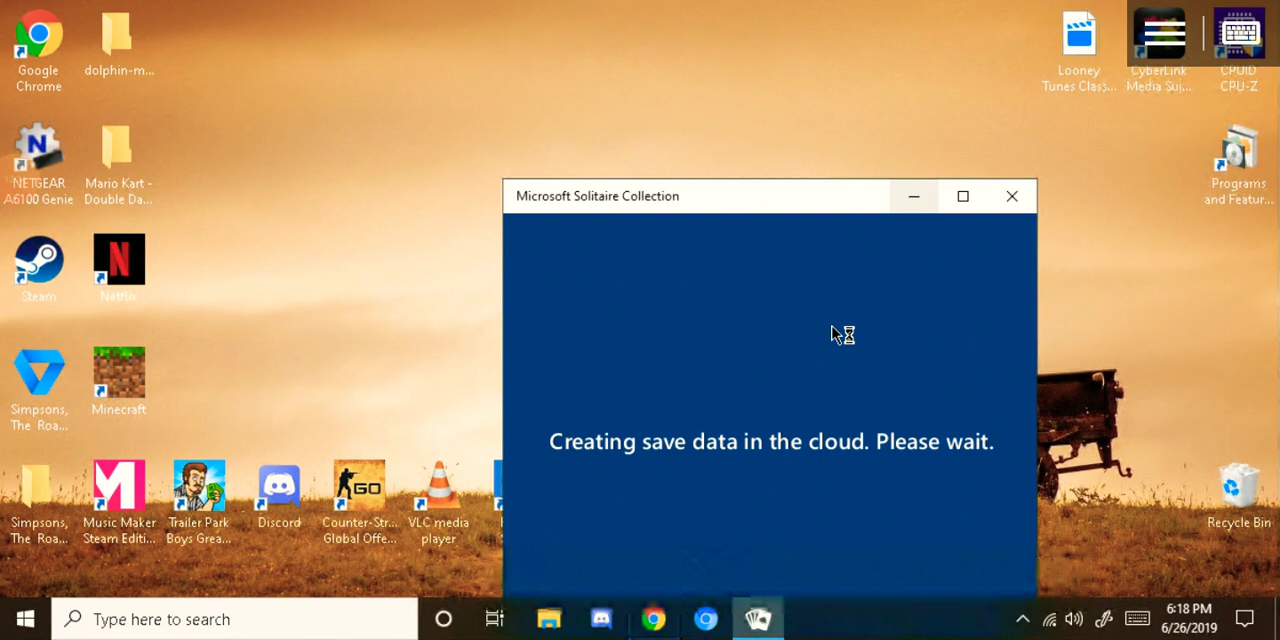 Google
Chrome
dolphin-m...
Looney
Tunes Class...
CyberLink
Media Sui...
CPUID
CPU-Z
NETGEAR
A6100 Genie
Mario Kart -
Double Da...
Programs
and Featur...
Microsoft Solitaire Collection
Steam
Netflix
Creating save data in the cloud. Please wait.
Simpsons,
The Roa...
Minecraft
GO
Simpsons,
The Roa...
Music Maker
Steam Editi...
Trailer Park
Boys Grea...
Discord
Counter-Str...
Global Offe...
VLC media
player
Recycle Bin
Type here to search
6:18 PM
6/26/2019